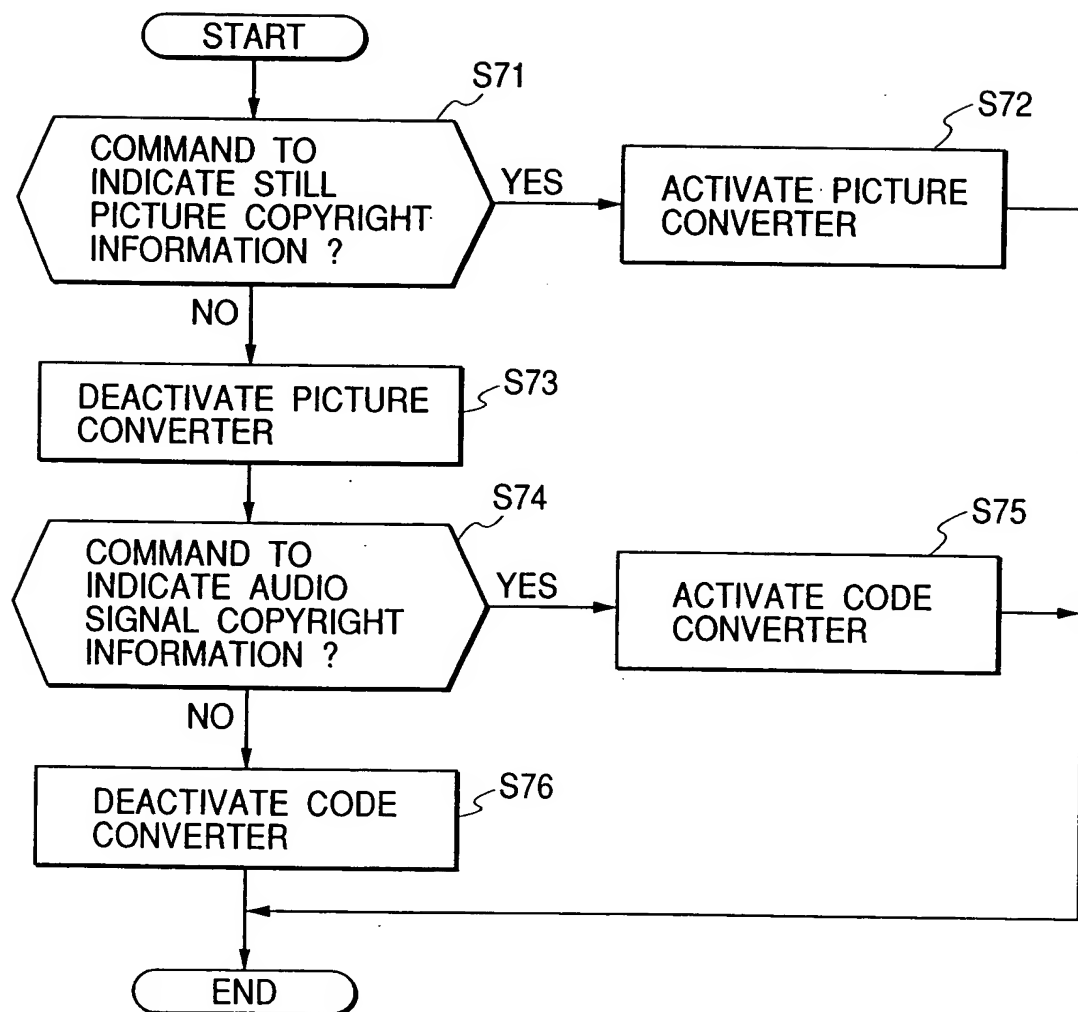 START
S71
COMMAND TO
INDICATE STILL
PICTURE COPYRIGHT
INFORMATION ?
YES
S72
ACTIVATE PICTURE
CONVERTER
NO
S73
DEACTIVATE PICTURE
CONVERTER
S74
COMMAND TO
INDICATE AUDIO
SIGNAL COPYRIGHT
INFORMATION ?
YES
S75
ACTIVATE CODE
CONVERTER
NO
S76
DEACTIVATE CODE
CONVERTER
END